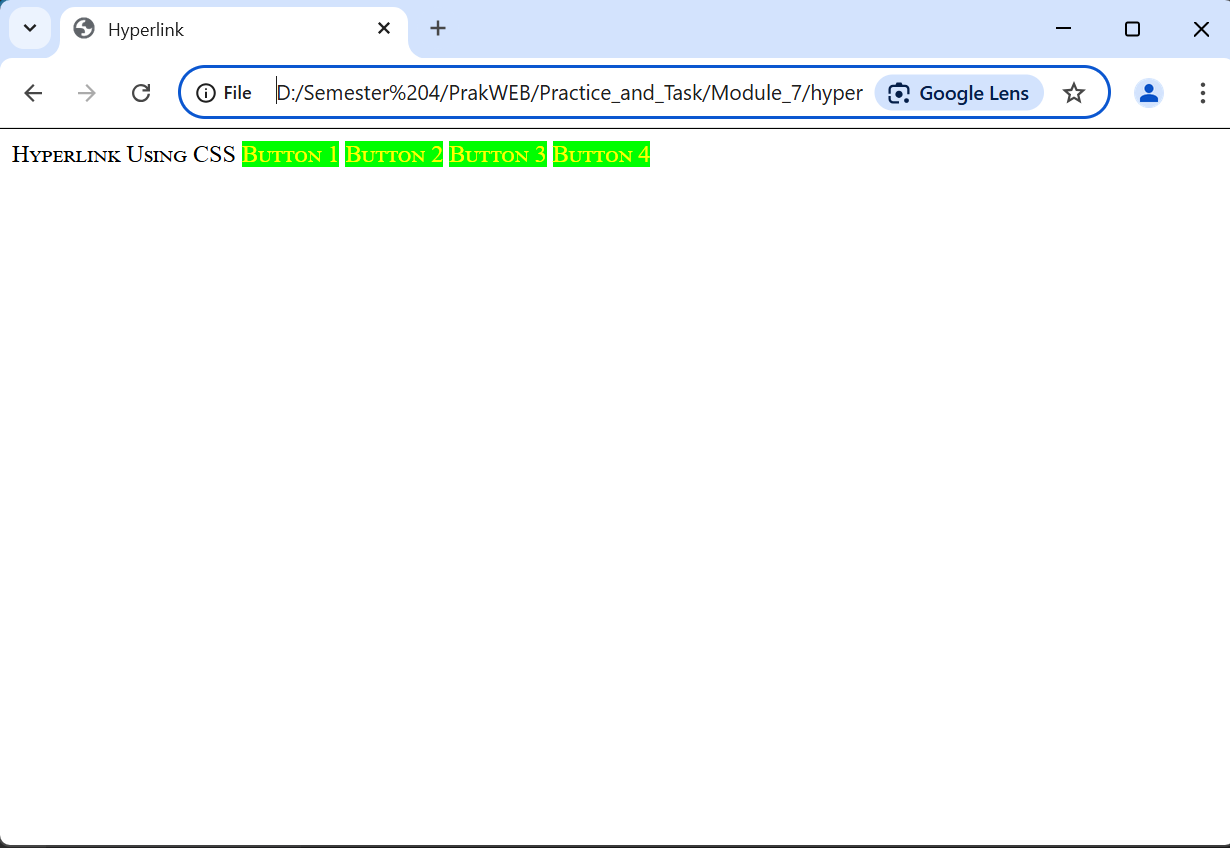 Hyperlink
File D:/Semester%204/PrakWEB/Practice_and_Task/Module_7/hyper Google Lens
Hyperlink Using CSS Button 1 Button 2 Button 3 Button 4